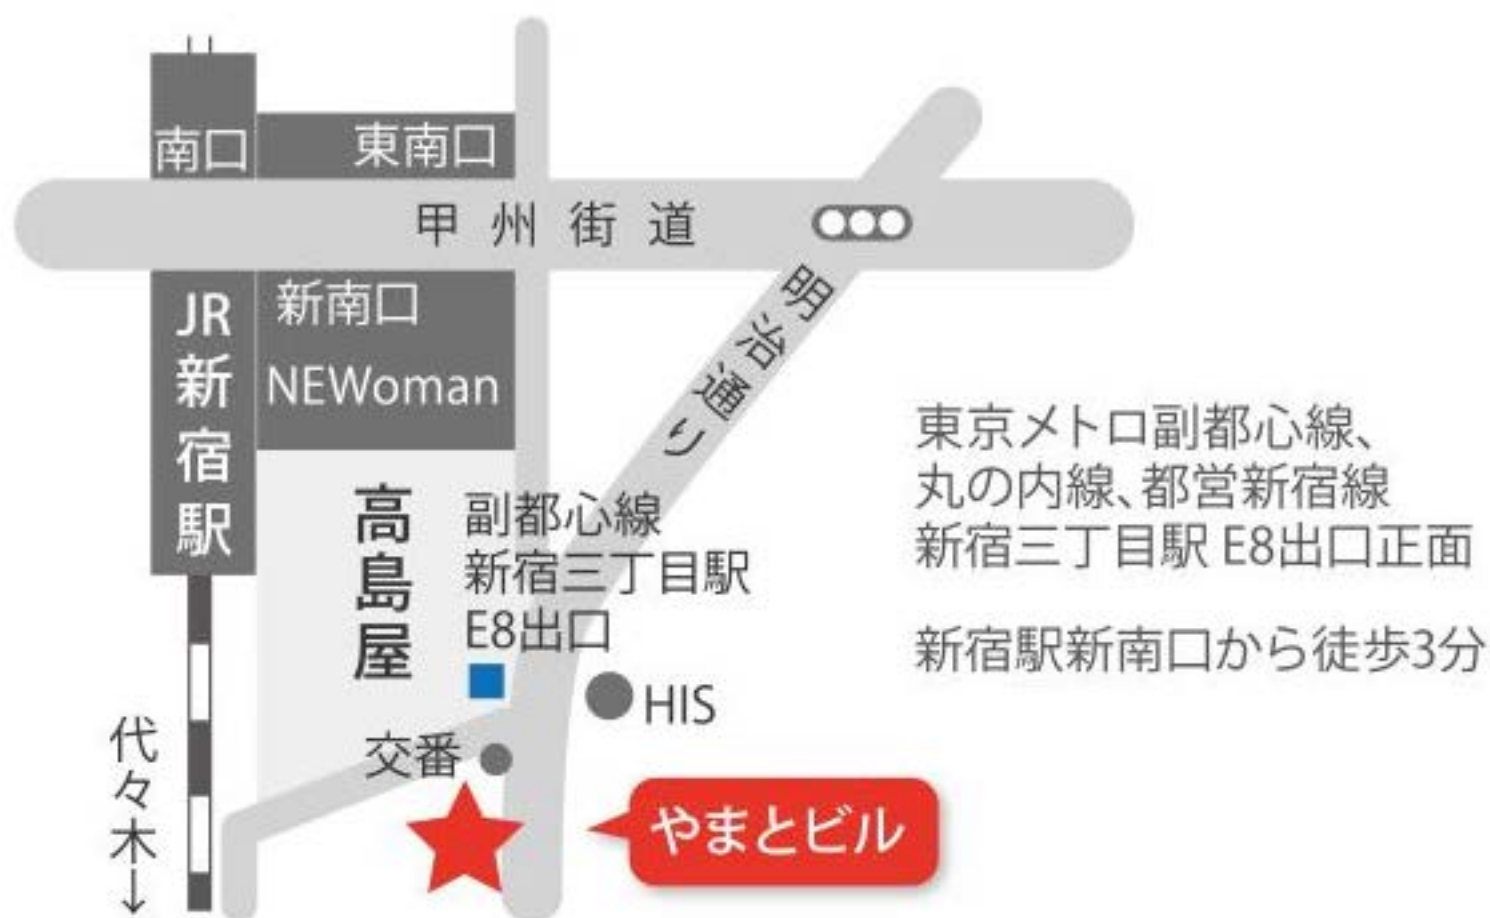 南口
東南口
甲州街道
JR新宿駅
新南口
NEWoman
明治通り
高島屋
副都心線
新宿三丁目駅
E8出口
HIS
交番
代々木↓
やまとビル
東京メトロ副都心線、
丸の内線、都営新宿線
新宿三丁目駅 E8出口正面
新宿駅新南口から徒歩3分